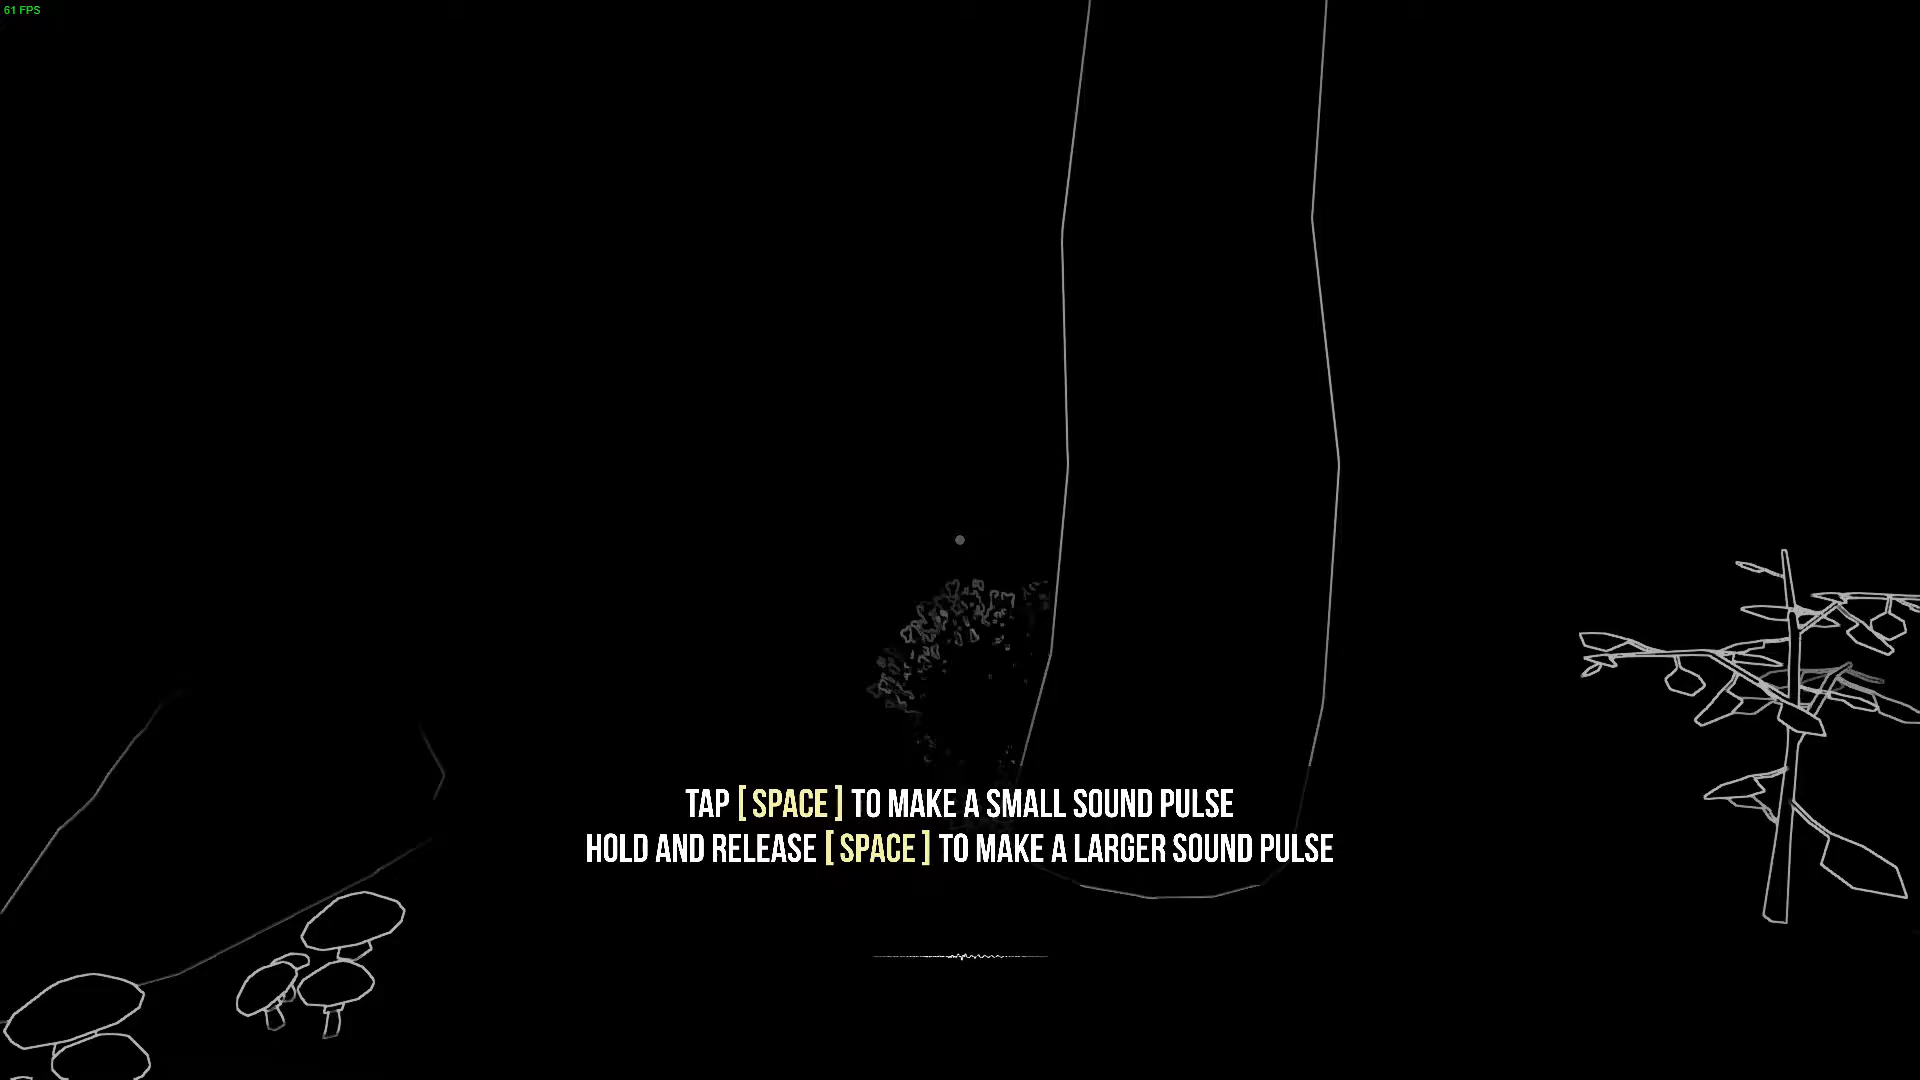 61 FPS
TAP [ SPACE ] TO MAKE A SMALL SOUND PULSE
HOLD AND RELEASE [ SPACE ] TO MAKE A LARGER SOUND PULSE